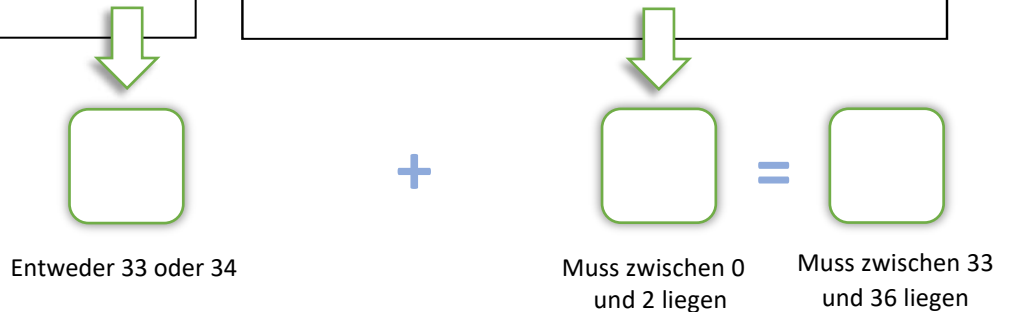 +
=
Entweder 33 oder 34
Muss zwischen 0
und 2 liegen
Muss zwischen 33
und 36 liegen